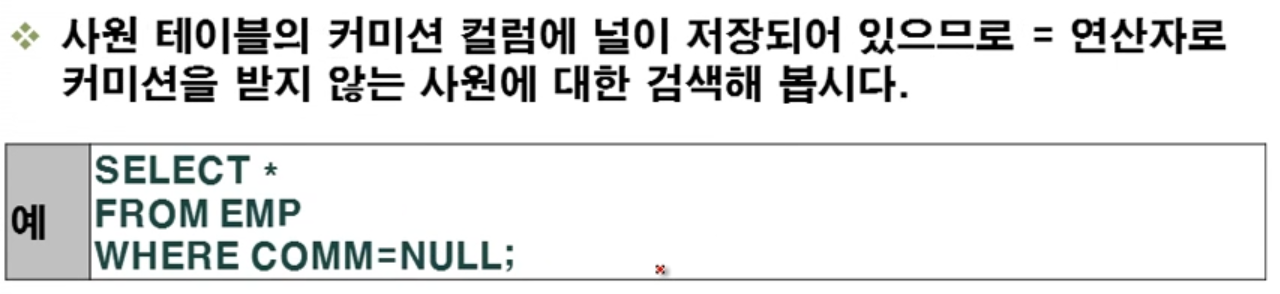 사원 테이블의 커미션 컬럼에 널이 저장되어 있으므로 = 연산자로
커미션을 받지 않는 사원에 대한 검색해 봅시다.
예
SELECT *
FROM EMP
WHERE COMM=NULL;